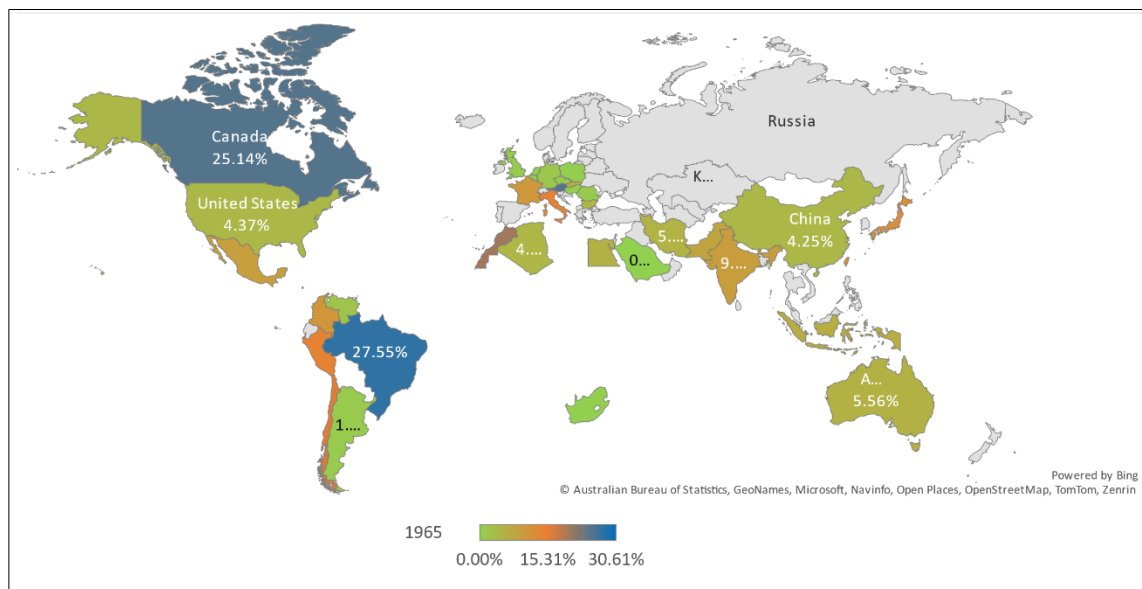 Canada
25.14%
Russia
United States
4.37%
K...
China
4.25%
5....
4....
0...
9....
27.55%
A...
5.56%
1....
Powered by Bing
© Australian Bureau of Statistics, GeoNames, Microsoft, Navinfo, Open Places, OpenStreetMap, TomTom, Zenrin
1965
0.00% 15.31% 30.61%